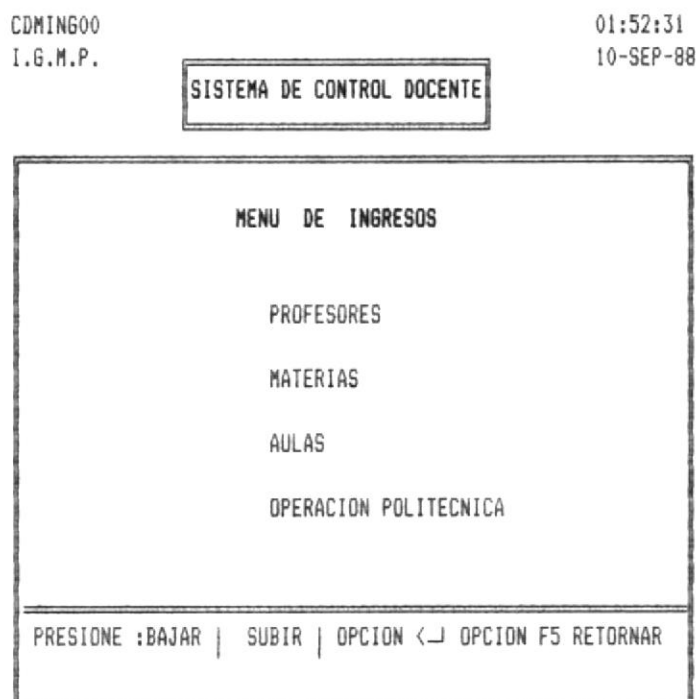 CDMING00 01:52:31
I.G.M.P. 10-SEP-88
SISTEMA DE CONTROL DOCENTE
MENU DE INGRESOS
PROFESORES
MATERIAS
AULAS
OPERACION POLITECNICA
PRESIONE :BAJAR | SUBIR | OPCION <┘ OPCION F5 RETORNAR